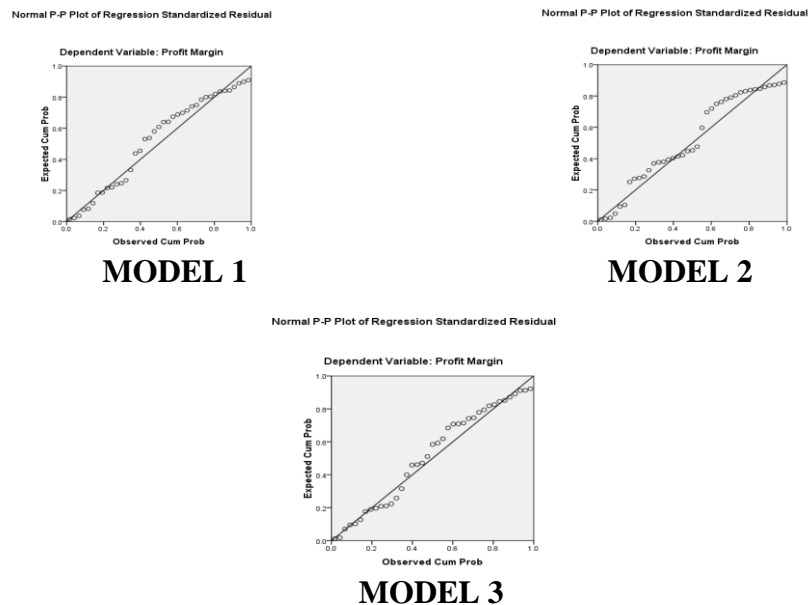 Normal P-P Plot of Regression Standardized Residual
Dependent Variable: Profit Margin
1.0
0.8
0.6
0.4
0.2
0.0
Expected Cum Prob
0.0 0.2 0.4 0.6 0.8 1.0
Observed Cum Prob
MODEL 1
Normal P-P Plot of Regression Standardized Residual
Dependent Variable: Profit Margin
1.0
0.8
0.6
0.4
0.2
0.0
Expected Cum Prob
0.0 0.2 0.4 0.6 0.8 1.0
Observed Cum Prob
MODEL 2
Normal P-P Plot of Regression Standardized Residual
Dependent Variable: Profit Margin
1.0
0.8
0.6
0.4
0.2
0.0
Expected Cum Prob
0.0 0.2 0.4 0.6 0.8 1.0
Observed Cum Prob
MODEL 3